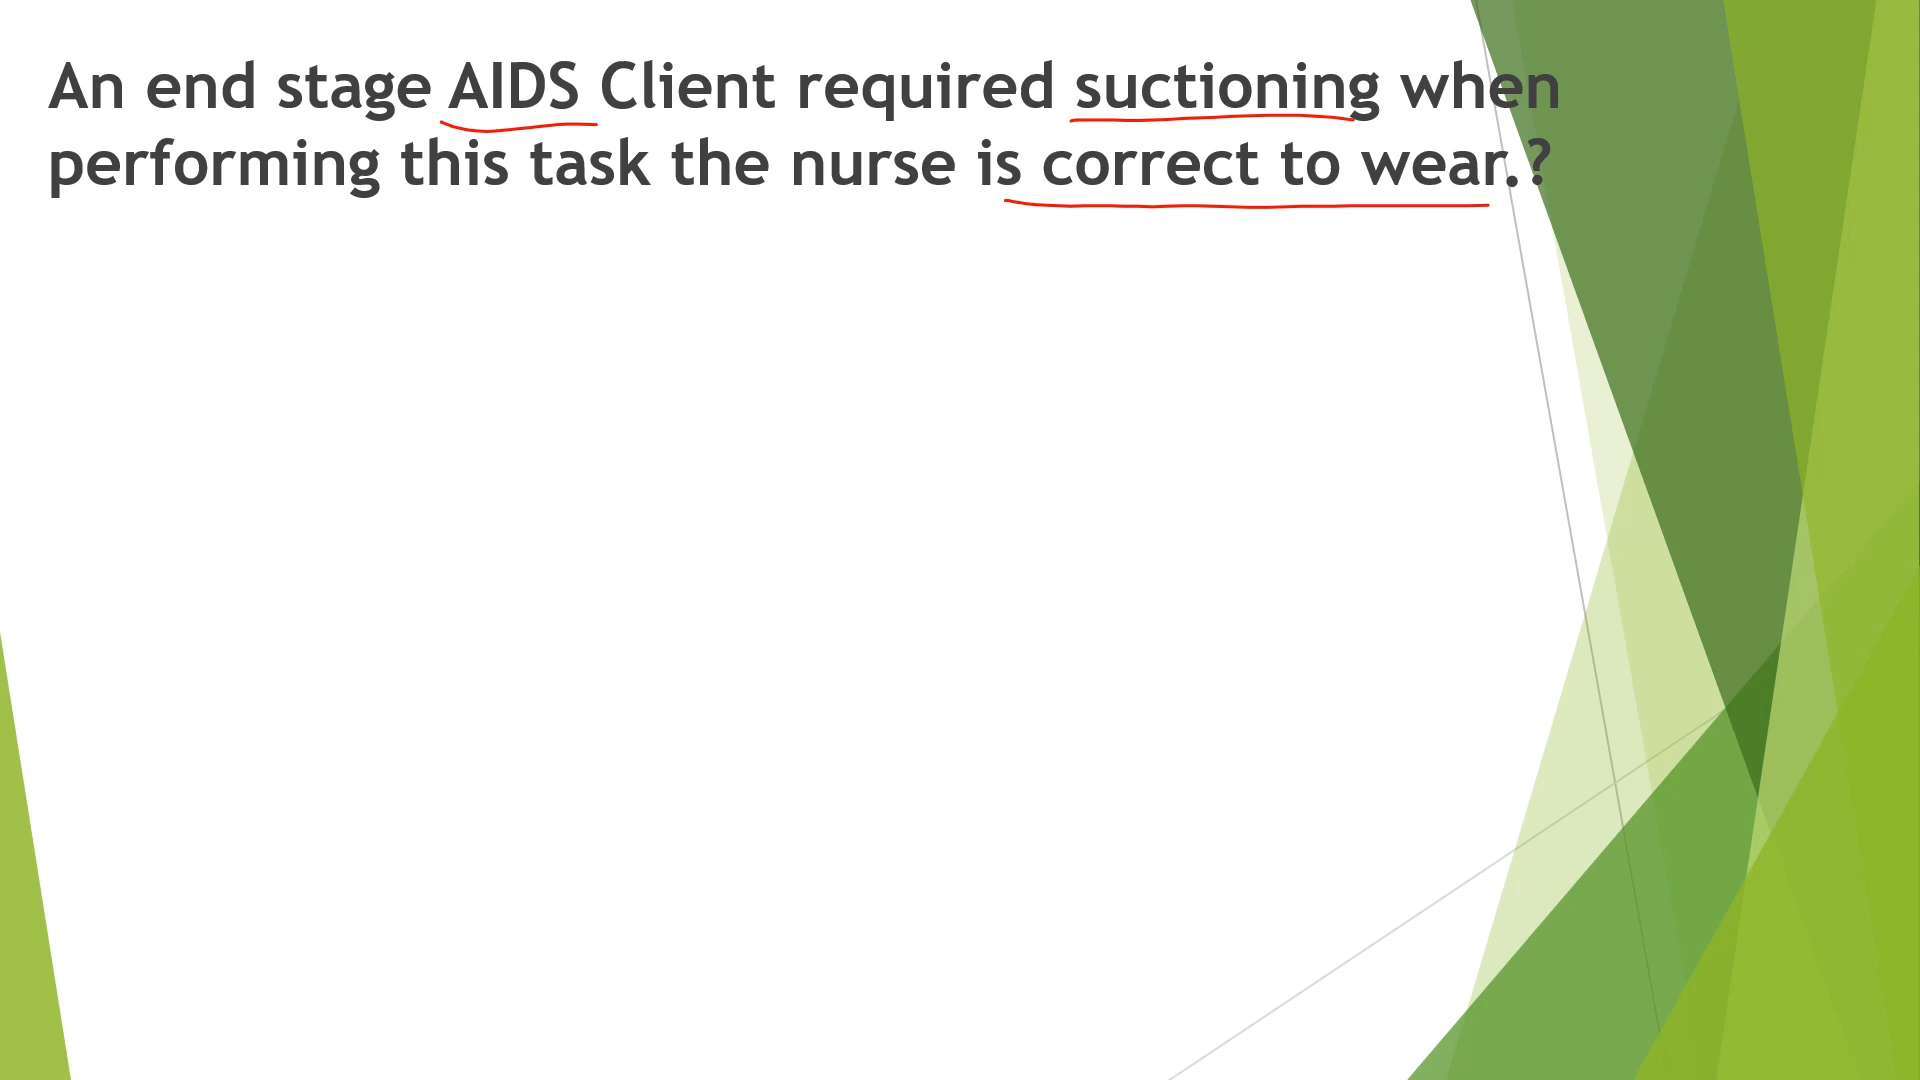 An end stage AIDS Client required suctioning when
performing this task the nurse is correct to wear.?